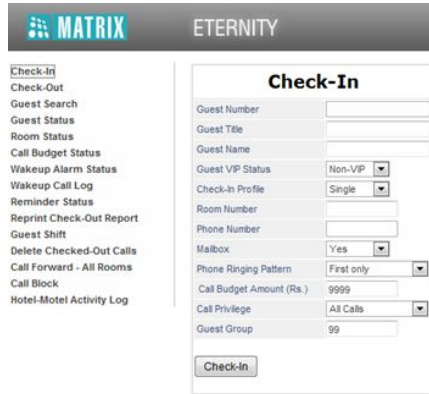 MATRIX
ETERNITY
Check-In
Check-Out
Guest Search
Guest Status
Room Status
Call Budget Status
Wakeup Alarm Status
Wakeup Call Log
Reminder Status
Reprint Check-Out Report
Guest Shift
Delete Checked-Out Calls
Call Forward - All Rooms
Call Block
Hotel-Motel Activity Log
Check-In
Guest Number
Guest Title
Guest Name
Guest VIP Status Non-VIP
Check-In Profile Single
Room Number
Phone Number
Mailbox Yes
Phone Ringing Pattern First only
Call Budget Amount (Rs.) 9999
Call Privilege All Calls
Guest Group 99
Check-In